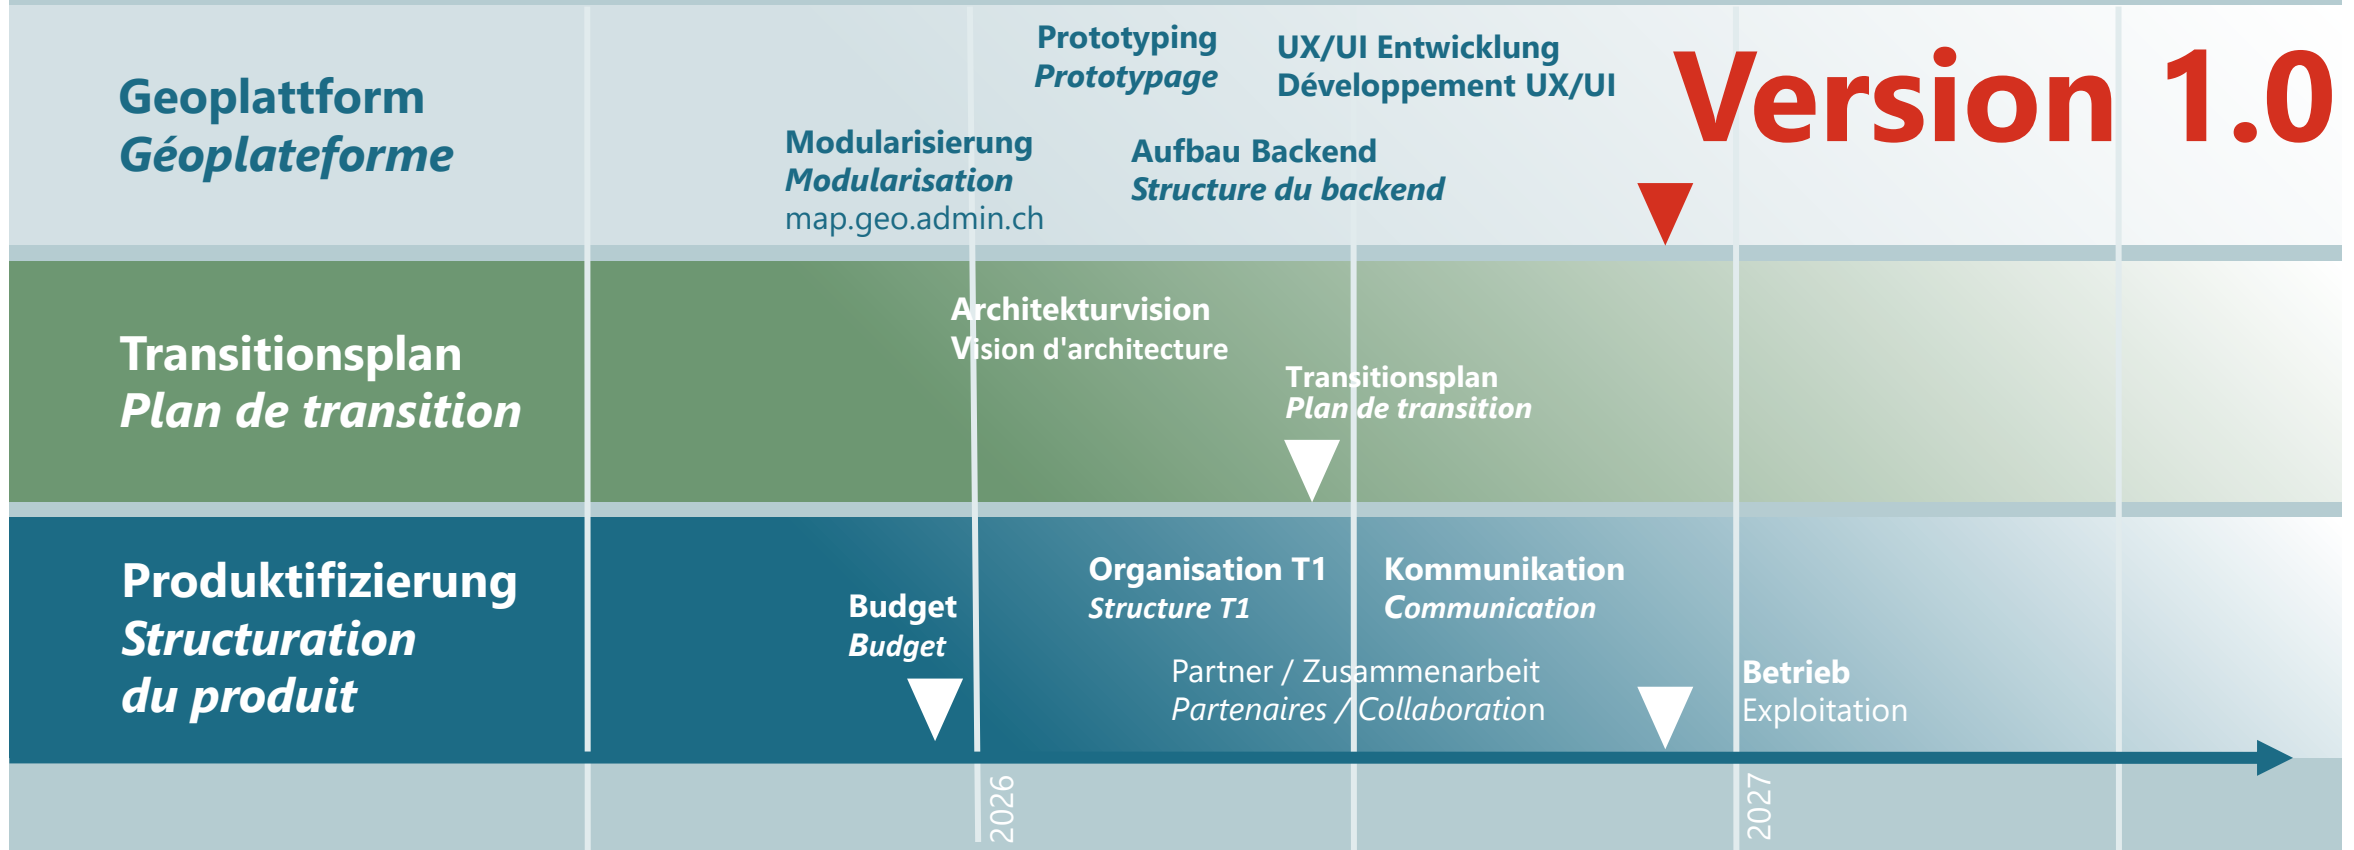 Geoplattform
Géoplateforme
Modularisierung
Modularisation
map.geo.admin.ch
Prototyping
Prototypage
Aufbau Backend
Structure du backend
UX/UI Entwicklung
Développement UX/UI
Version 1.0
Transitionsplan
Plan de transition
Architekturvision
Vision d'architecture
Transitionsplan
Plan de transition
Produktifizierung
Structuration
du produit
Budget
Budget
Organisation T1
Structure T1
Kommunikation
Communication
Partner / Zusammenarbeit
Partenaires / Collaboration
Betrieb
Exploitation
2026
2027